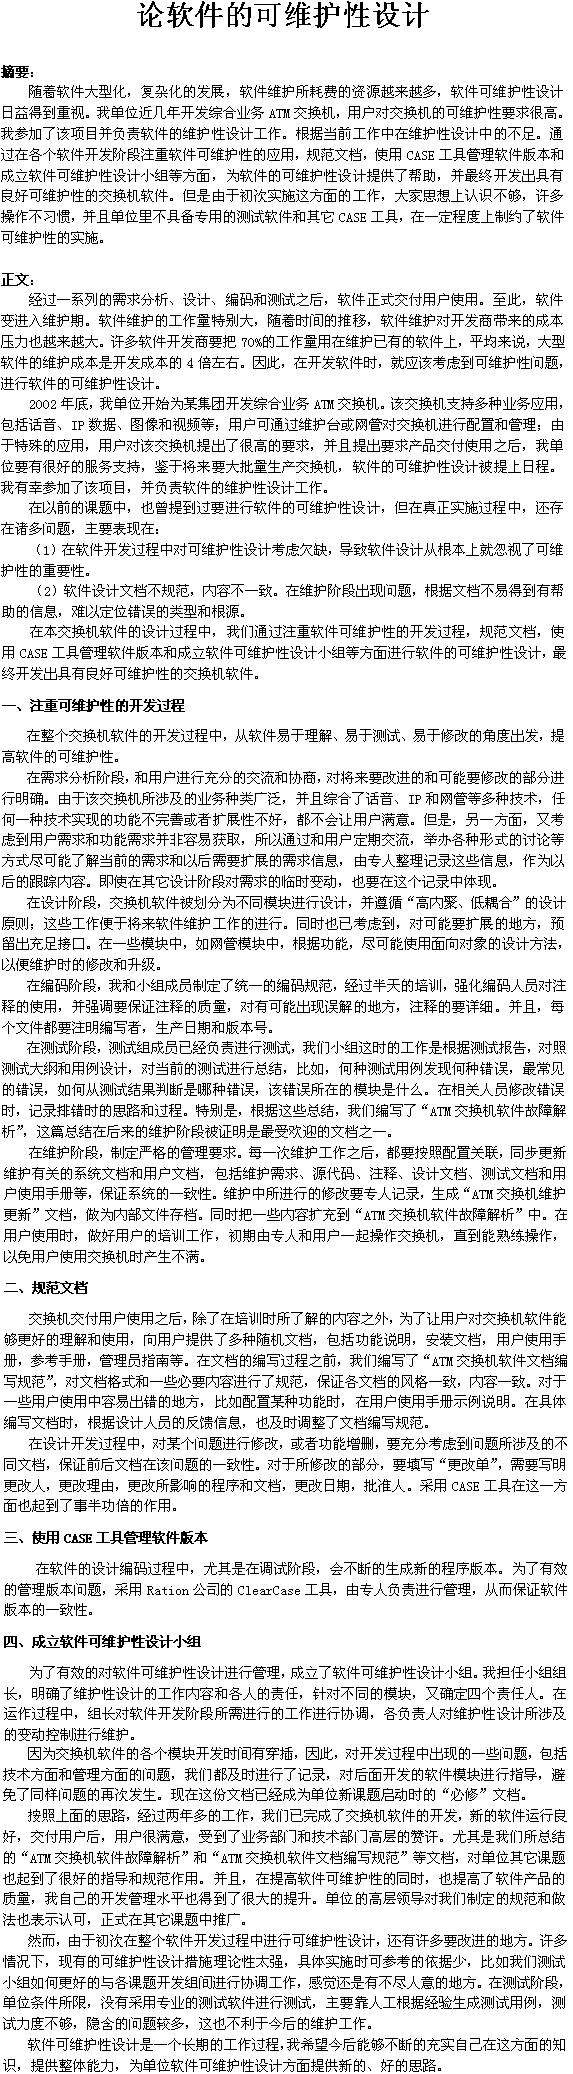 论软件的可维护性设计
摘要:
随着软件大型化，复杂化的发展，软件维护所耗费的资源越来越多，软件可维护性设计
日益得到重视。我单位近几年开发综合业务 ATM 交换机，用户对交换机的可维护性要求很高。
我参加了该项目并负责软件的维护性设计工作。根据当前工作中在维护性设计中的不足。通
过在各个软件开发阶段注重软件可维护性的应用，规范文档，使用 CASE 工具管理软件版本和
成立软件可维护性设计小组等方面，为软件的可维护性设计提供了帮助，并最终开发出具有
良好可维护性的交换机软件。但是由于初次实施这方面的工作，大家思想上认识不够，许多
操作不习惯，并且单位里不具备专用的测试软件和其它 CASE 工具，在一定程度上制约了软件
可维护性的实施。
正文:
经过一系列的需求分析、设计、编码和测试之后，软件正式交付用户使用。至此，软件
变进入维护期。软件维护的工作量特别大，随着时间的推移，软件维护对开发商带来的成本
压力也越来越大。许多软件开发商要把 70%的工作量用在维护已有的软件上，平均来说，大型
软件的维护成本是开发成本的 4 倍左右。因此，在开发软件时，就应该考虑到可维护性问题，
进行软件的可维护性设计。
2002 年底，我单位开始为某集团开发综合业务 ATM 交换机。该交换机支持多种业务应用，
包括话音、IP 数据、图像和视频等；用户可通过维护台或网管对交换机进行配置和管理；由
于特殊的应用，用户对该交换机提出了很高的要求，并且提出要求产品交付使用之后，我单
位要有很好的服务支持，鉴于将来要大批量生产交换机，软件的可维护性设计被提上日程。
我有幸参加了该项目，并负责软件的维护性设计工作。
在以前的课题中，也曾提到过要进行软件的可维护性设计，但在真正实施过程中，还存
在诸多问题，主要表现在：
（1）在软件开发过程中对可维护性设计考虑欠缺，导致软件设计从根本上就忽视了可维
护性的重要性。
（2）软件设计文档不规范，内容不一致。在维护阶段出现问题，根据文档不易得到有帮
助的信息，难以定位错误的类型和根源。
在本交换机软件的设计过程中，我们通过注重软件可维护性的开发过程，规范文档，使
用 CASE 工具管理软件版本和成立软件可维护性设计小组等方面进行软件的可维护性设计，最
终开发出具有良好可维护性的交换机软件。
一、注重可维护性的开发过程
在整个交换机软件的开发过程中，从软件易于理解、易于测试、易于修改的角度出发，提
高软件的可维护性。
在需求分析阶段，和用户进行充分的交流和协商，对将来要改进的和可能要修改的部分进
行明确。由于该交换机所涉及的业务种类广泛，并且综合了话音、IP 和网管等多种技术，任
何一种技术实现的功能不完善或者扩展性不好，都不会让用户满意。但是，另一方面，又考
虑到用户需求和功能需求并非容易获取，所以通过和用户定期交流，举办各种形式的讨论等
方式尽可能了解当前的需求和以后需要扩展的需求信息，由专人整理记录这些信息，作为以
后的跟踪内容。即使在其它设计阶段对需求的临时变动，也要在这个记录中体现。
在设计阶段，交换机软件被划分为不同模块进行设计，并遵循“高内聚、低耦合”的设计
原则；这些工作便于将来软件维护工作的进行。同时也已考虑到，对可能要扩展的地方，预
留出充足接口。在一些模块中，如网管模块中，根据功能，尽可能使用面向对象的设计方法，
以便维护时的修改和升级。
在编码阶段，我和小组成员制定了统一的编码规范，经过半天的培训，强化编码人员对注
释的使用，并强调要保证注释的质量，对有可能出现误解的地方，注释的要详细。并且，每
个文件都要注明编写者，生产日期和版本号。
在测试阶段，测试组成员已经负责进行测试，我们小组这时的工作是根据测试报告，对照
测试大纲和用例设计，对当前的测试进行总结，比如，何种测试用例发现何种错误，最常见
的错误，如何从测试结果判断是哪种错误，该错误所在的模块是什么。在相关人员修改错误
时，记录排错时的思路和过程。特别是，根据这些总结，我们编写了“ATM 交换机软件故障解
析”，这篇总结在后来的维护阶段被证明是最受欢迎的文档之一。
在维护阶段，制定严格的管理要求。每一次维护工作之后，都要按照配置关联，同步更新
维护有关的系统文档和用户文档，包括维护需求、源代码、注释、设计文档、测试文档和用
户使用手册等，保证系统的一致性。维护中所进行的修改要专人记录，生成“ATM 交换机维护
更新”文档，做为内部文件存档。同时把一些内容扩充到“ATM 交换机软件故障解析”中。在
用户使用时，做好用户的培训工作，初期由专人和用户一起操作交换机，直到能熟练操作，
以免用户使用交换机时产生不满。
二、规范文档
交换机交付用户使用之后，除了在培训时所了解的内容之外，为了让用户对交换机软件能
够更好的理解和使用，向用户提供了多种随机文档，包括功能说明，安装文档，用户使用手
册，参考手册，管理员指南等。在文档的编写过程之前，我们编写了“ATM 交换机软件文档编
写规范”，对文档格式和一些必要内容进行了规范，保证各文档的风格一致，内容一致。对于
一些用户使用中容易出错的地方，比如配置某种功能时，在用户使用手册示例说明。在具体
编写文档时，根据设计人员的反馈信息，也及时调整了文档编写规范。
在设计开发过程中，对某个问题进行修改，或者功能增删，要充分考虑到问题所涉及的不
同文档，保证前后文档在该问题的一致性。对于所修改的部分，要填写“更改单”，需要写明
更改人，更改理由，更改所影响的程序和文档，更改日期，批准人。采用 CASE 工具在这一方
面也起到了事半功倍的作用。
三、使用 CASE 工具管理软件版本
在软件的设计编码过程中，尤其是在调试阶段，会不断的生成新的程序版本。为了有效
的管理版本问题，采用 Ration 公司的 ClearCase 工具，由专人负责进行管理，从而保证软件
版本的一致性。
四、成立软件可维护性设计小组
为了有效的对软件可维护性设计进行管理，成立了软件可维护性设计小组。我担任小组组
长，明确了维护性设计的工作内容和各人的责任，针对不同的模块，又确定四个责任人。在
运作过程中，组长对软件开发阶段所需进行的工作进行协调，各负责人对维护性设计所涉及
的变动控制进行维护。
因为交换机软件的各个模块开发时间有穿插，因此，对开发过程中出现的一些问题，包括
技术方面和管理方面的问题，我们都及时进行了记录，对后面开发的软件模块进行指导，避
免了同样问题的再次发生。现在这份文档已经成为单位新课题启动时的“必修”文档。
按照上面的思路，经过两年多的工作，我们已完成了交换机软件的开发，新的软件运行良
好，交付用户后，用户很满意，受到了业务部门和技术部门高层的赞许。尤其是我们所总结
的“ATM 交换机软件故障解析”和“ATM 交换机软件文档编写规范”等文档，对单位其它课题
也起到了很好的指导和规范作用。并且，在提高软件可维护性的同时，也提高了软件产品的
质量，我自己的开发管理水平也得到了很大的提升。单位的高层领导对我们制定的规范和做
法也表示认可，正式在其它课题中推广。
然而，由于初次在整个软件开发过程中进行可维护性设计，还有许多要改进的地方。许多
情况下，现有的可维护性设计措施理论性太强，具体实施时可参考的依据少，比如我们测试
小组如何更好的与各课题开发组间进行协调工作，感觉还是有不尽人意的地方。在测试阶段，
单位条件所限，没有采用专业的测试软件进行测试，主要靠人工根据经验生成测试用例，测
试力度不够，隐含的问题较多，这也不利于今后的维护工作。
软件可维护性设计是一个长期的工作过程，我希望今后能够不断的充实自己在这方面的知
识，提供整体能力，为单位软件可维护性设计方面提供新的、好的思路。